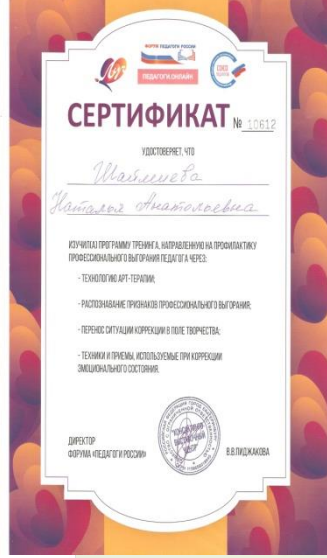 ФОРУМ ПЕДАГОГИ РОССИИ
ПЕДАГОГИ ОНЛАЙН
СЕРТИФИКАТ № 10612
УДОСТОВЕРЯЕТ, ЧТО
Наталья Анатольевна
ИЗУЧИЛ(А) ПРОГРАММУ ТРЕНИНГА, НАПРАВЛЕННУЮ НА ПРОФИЛАКТИКУ
ПРОФЕССИОНАЛЬНОГО ВЫГОРАНИЯ ПЕДАГОГА ЧЕРЕЗ:
- ТЕХНОЛОГИЮ АРТ-ТЕРАПИИ;
- РАСПОЗНАВАНИЕ ПРИЗНАКОВ ПРОФЕССИОНАЛЬНОГО ВЫГОРАНИЯ;
- ПЕРЕНОС СИТУАЦИИ КОРРЕКЦИИ В ПОЛЕ ТВОРЧЕСТВА;
- ТЕХНИКИ И ПРИЕМЫ, ИСПОЛЬЗУЕМЫЕ ПРИ КОРРЕКЦИИ
ЭМОЦИОНАЛЬНОГО СОСТОЯНИЯ.
ДИРЕКТОР
ФОРУМА «ПЕДАГОГИ РОССИИ»
В.В.ПИДЖАКОВА